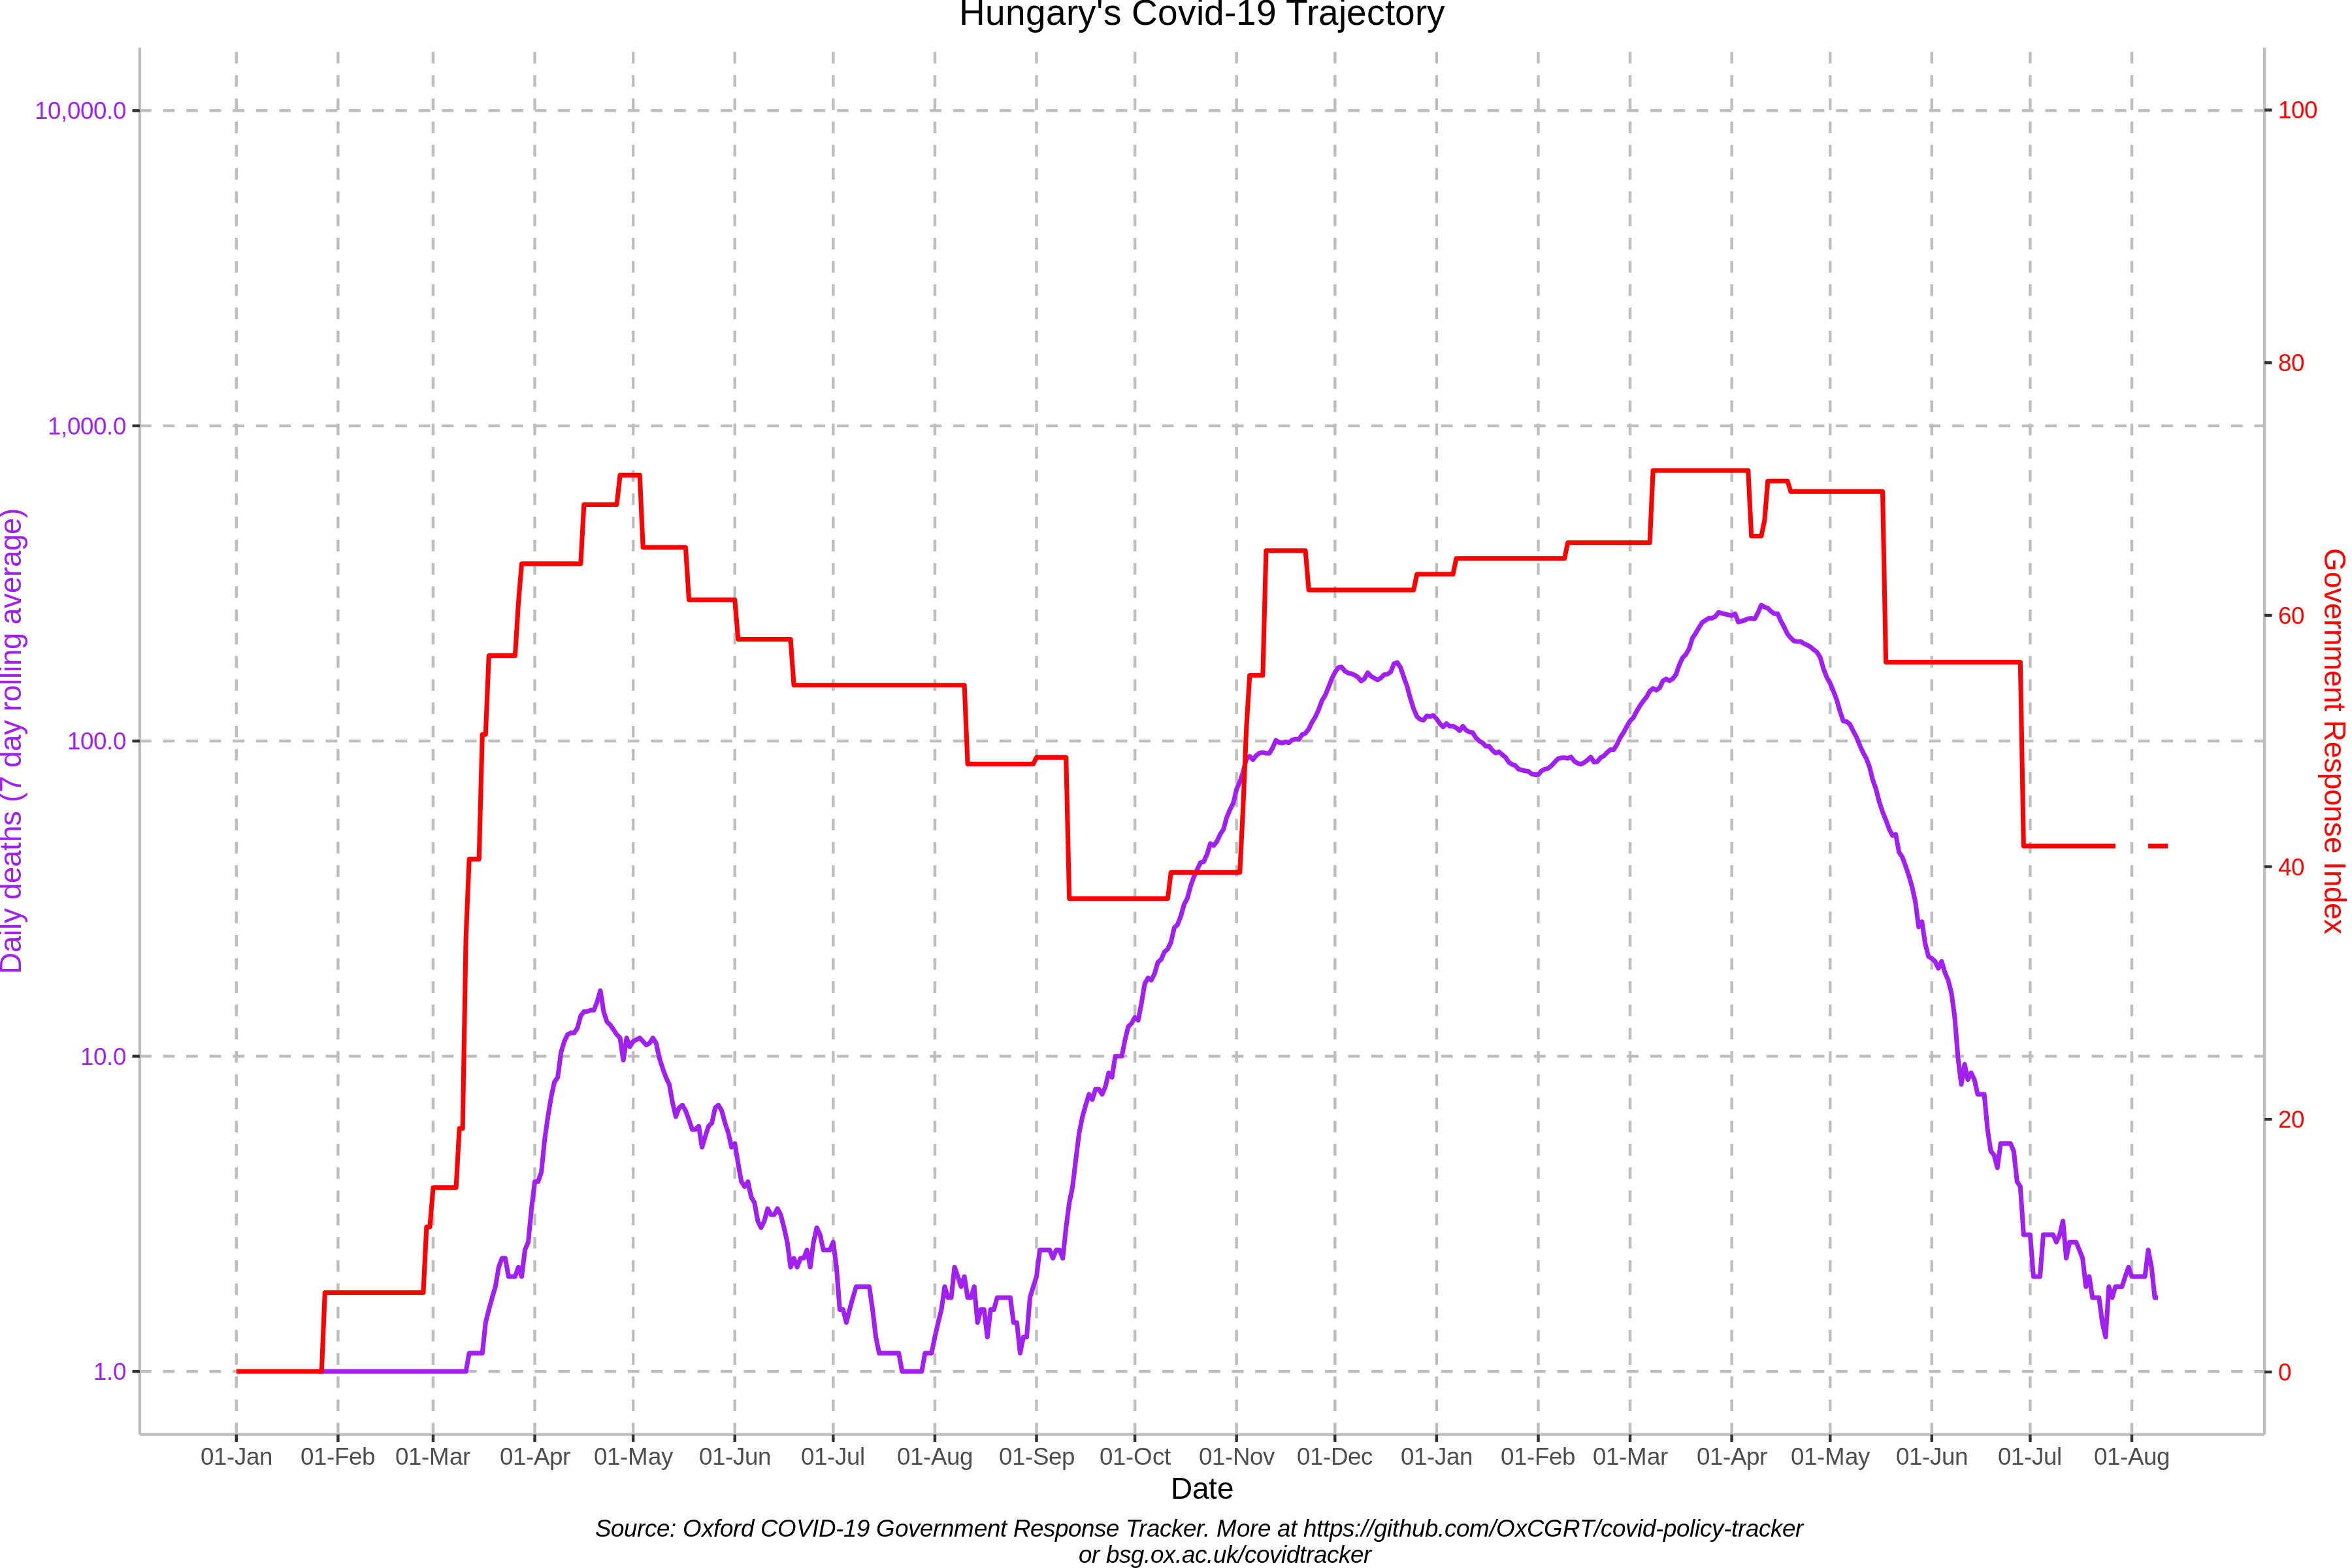 Hungary's Covid-19 Trajectory
10,000.0
1,000.0
100.0
10.0
1.0
Daily deaths (7 day rolling average)
100
80
60
40
20
0
Government Response Index
01-Jan 01-Feb 01-Mar 01-Apr 01-May 01-Jun 01-Jul 01-Aug 01-Sep 01-Oct 01-Nov 01-Dec 01-Jan 01-Feb 01-Mar 01-Apr 01-May 01-Jun 01-Jul 01-Aug
Date
Source: Oxford COVID-19 Government Response Tracker. More at https://github.com/OxCGRT/covid-policy-tracker
or bsg.ox.ac.uk/covidtracker